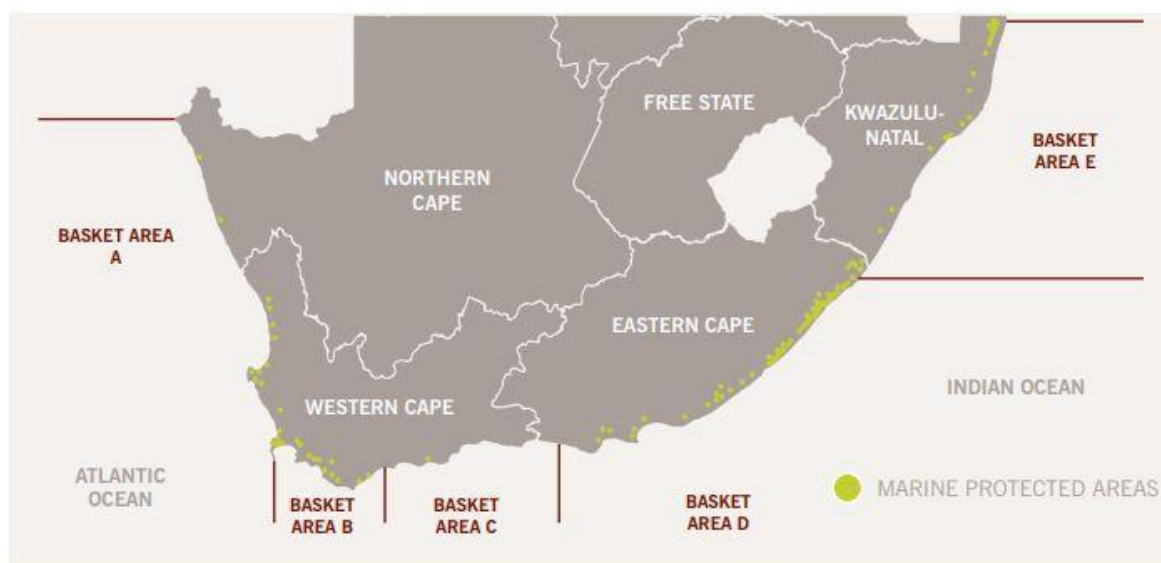 FREE STATE
KWAZULU-
NATAL
BASKET
AREA E
NORTHERN
CAPE
BASKET AREA
A
EASTERN CAPE
INDIAN OCEAN
WESTERN CAPE
ATLANTIC
OCEAN
BASKET
AREA B
BASKET
AREA C
BASKET
AREA D
MARINE PROTECTED AREAS